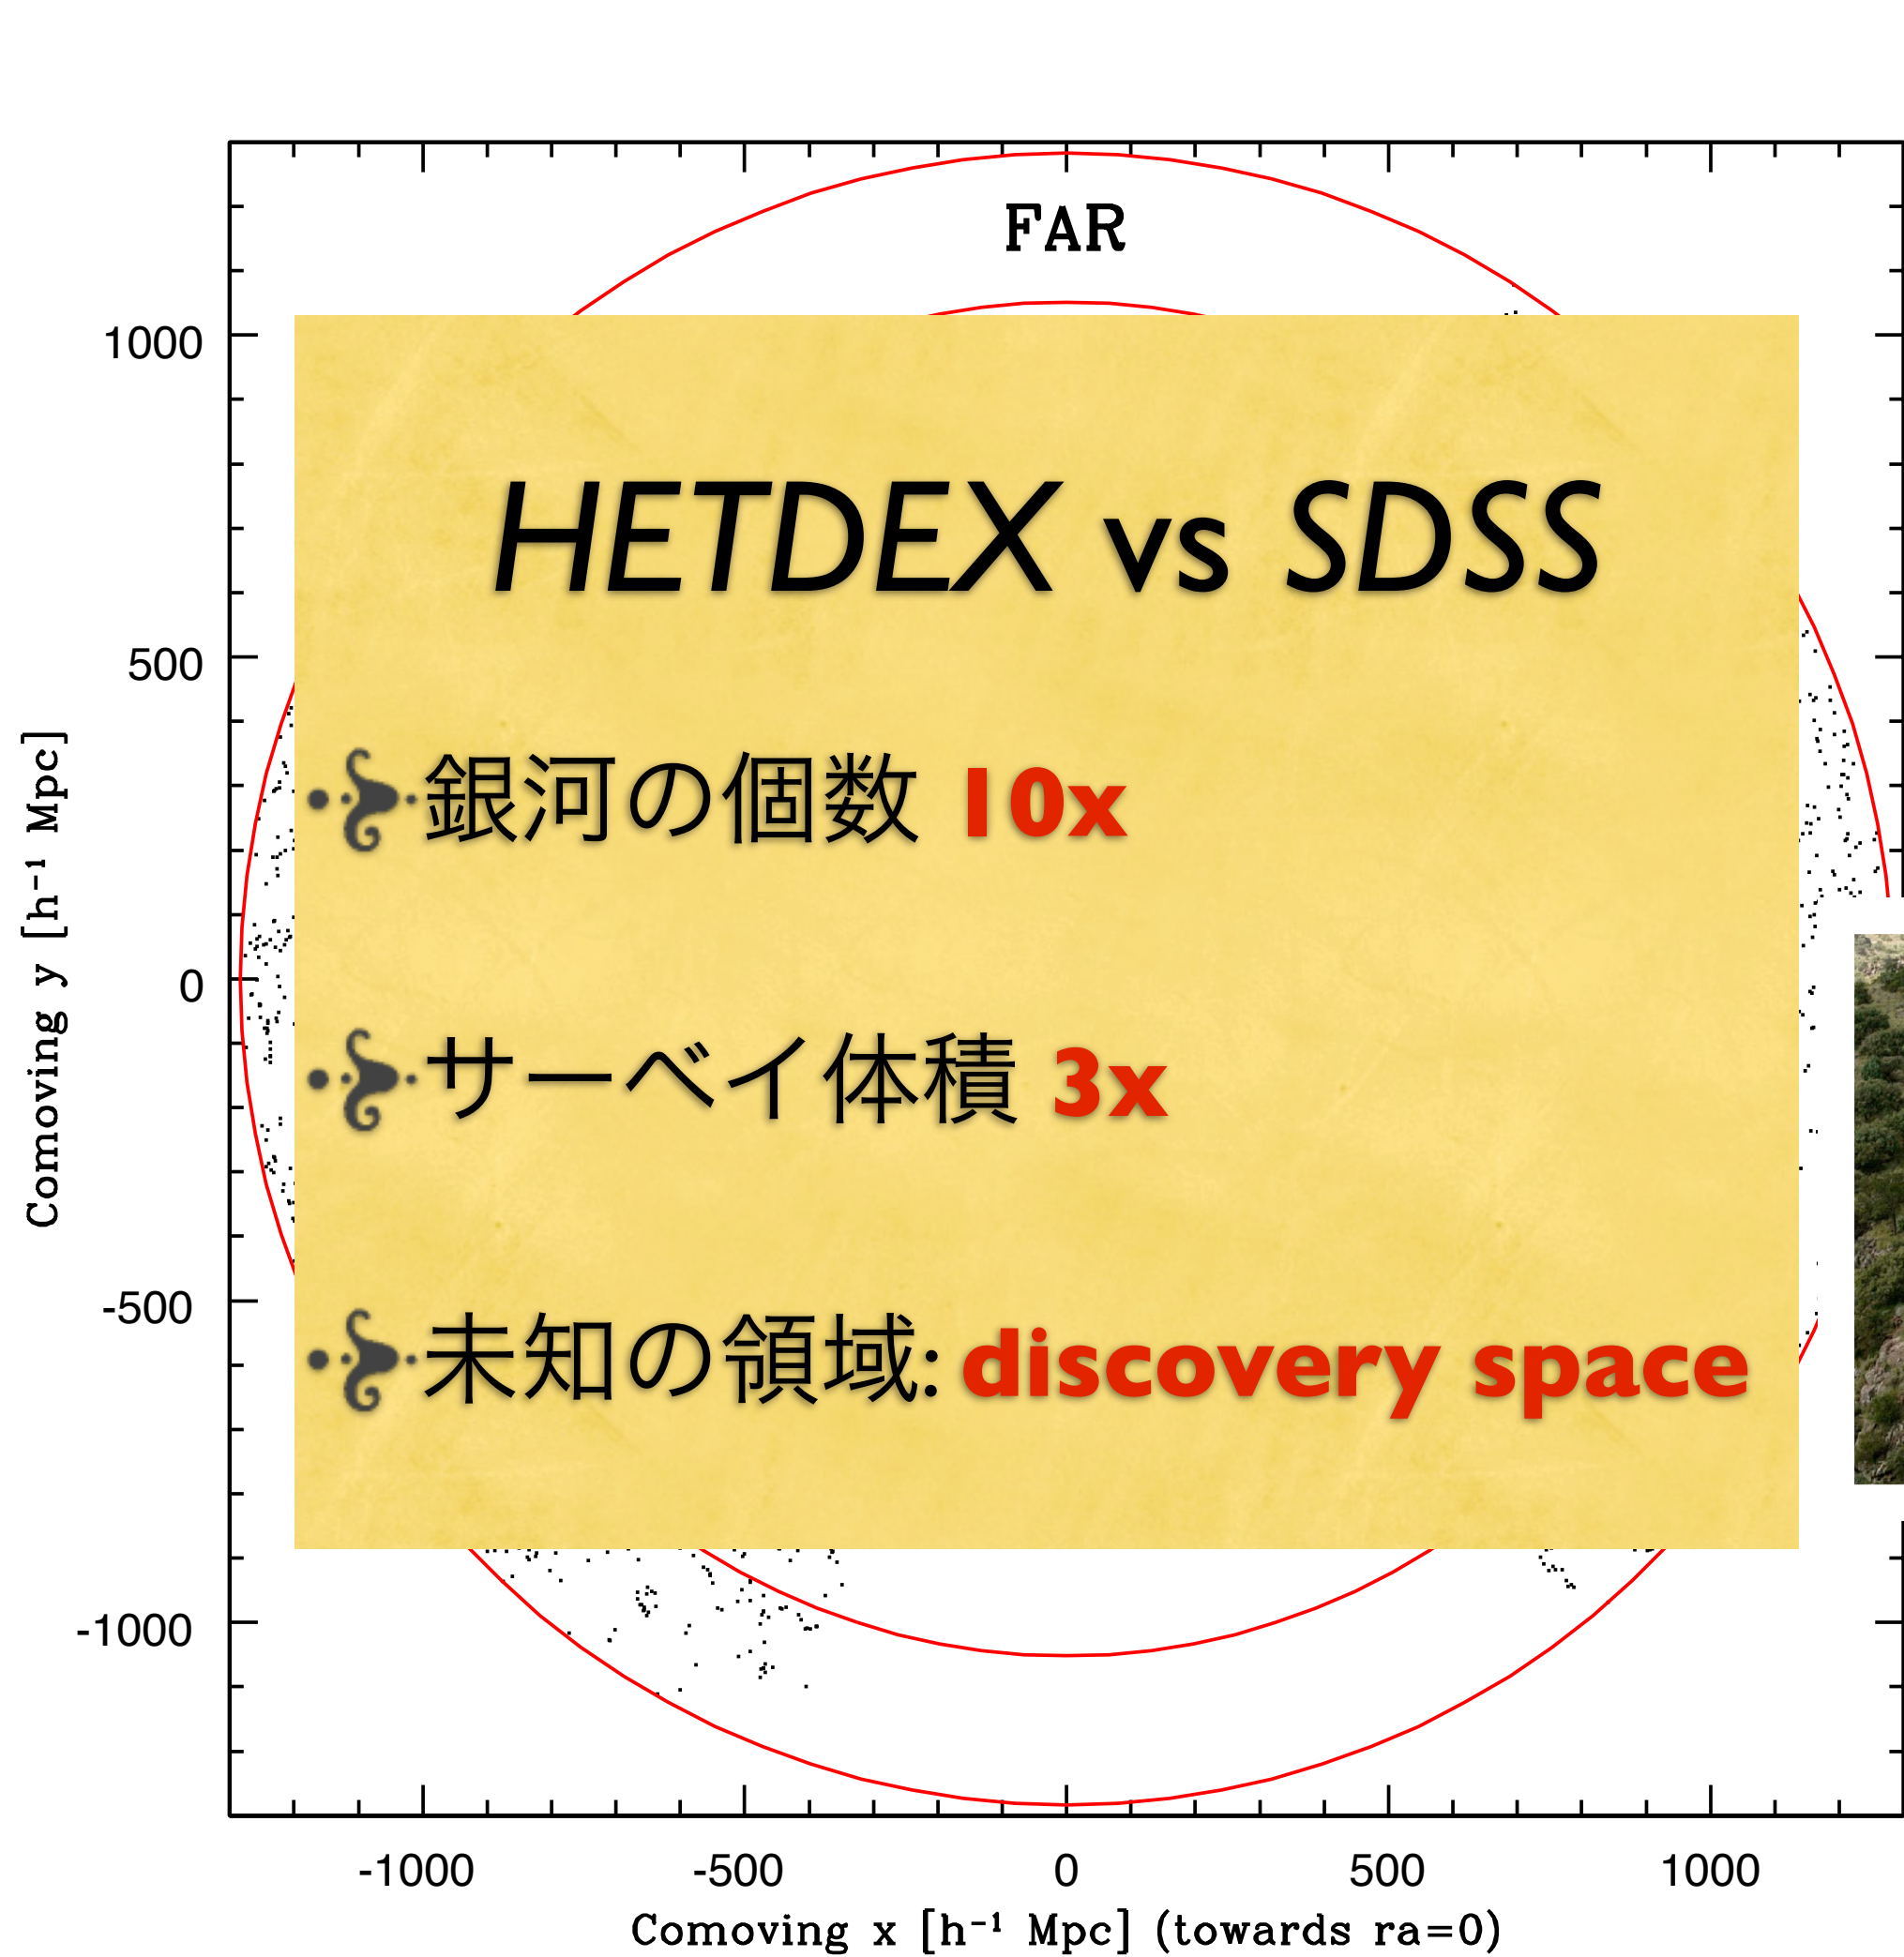 FAR
1000
500
0
-500
-1000
Comoving y [h⁻¹ Mpc]
HETDEX vs SDSS
銀河の個数 10x
サーベイ体積 3x
未知の領域: discovery space
-1000 -500 0 500 1000
Comoving x [h⁻¹ Mpc] (towards ra=0)